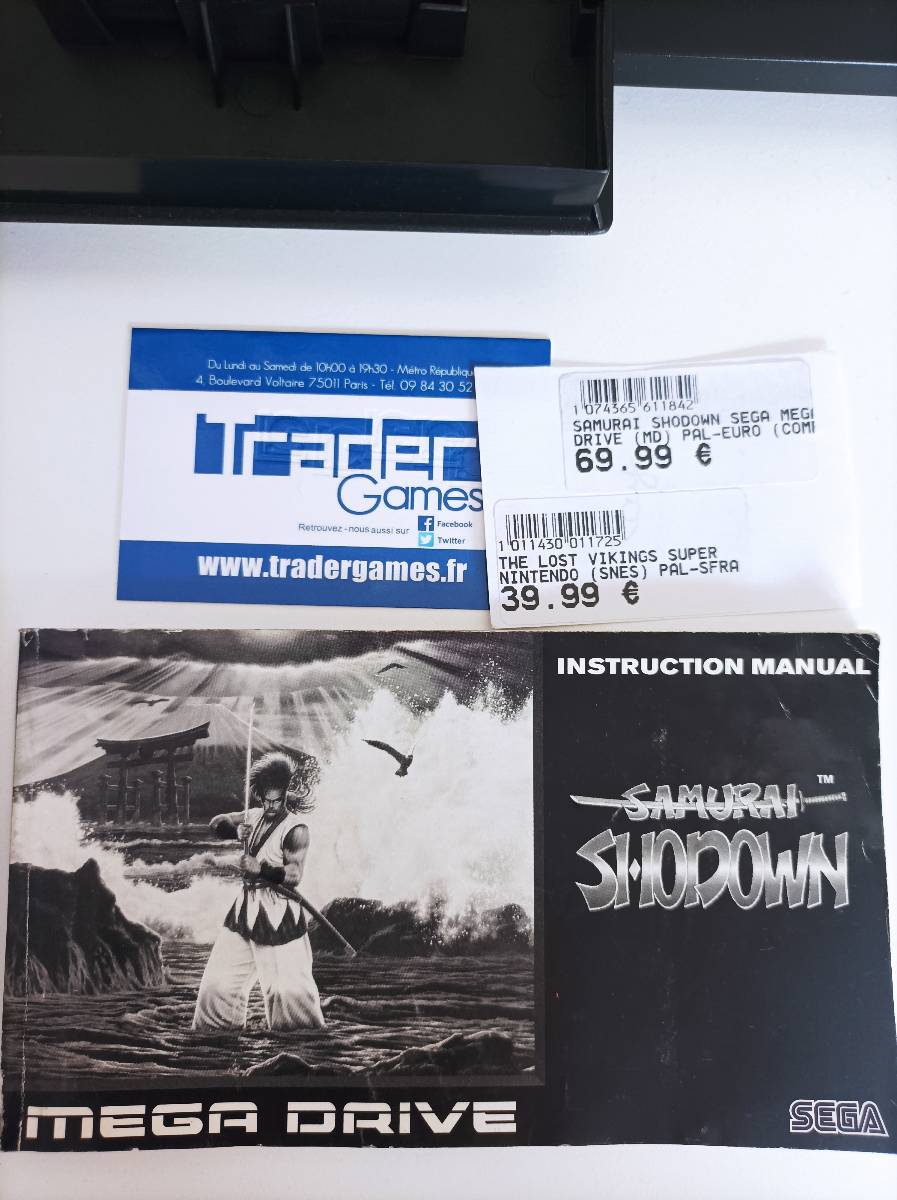 Du Lundi au Samedi de 10h00 à 19h30 - Métro République
4, Boulevard Voltaire 75011 Paris - Tél. 09 84 30 52
Trader
Games
Retrouvez-nous aussi sur
Facebook
Twitter
www.tradergames.fr
1 074365 611842
SAMURAI SHODOWN SEGA MEG
DRIVE (MD) PAL-EURO (COM
69.99 €
1 011430 011725
THE LOST VIKINGS SUPER
NINTENDO (SNES) PAL-SFRA
39.99 €
INSTRUCTION MANUAL
SAMURAI ™
SHODOWN
MEGA DRIVE
SEGA